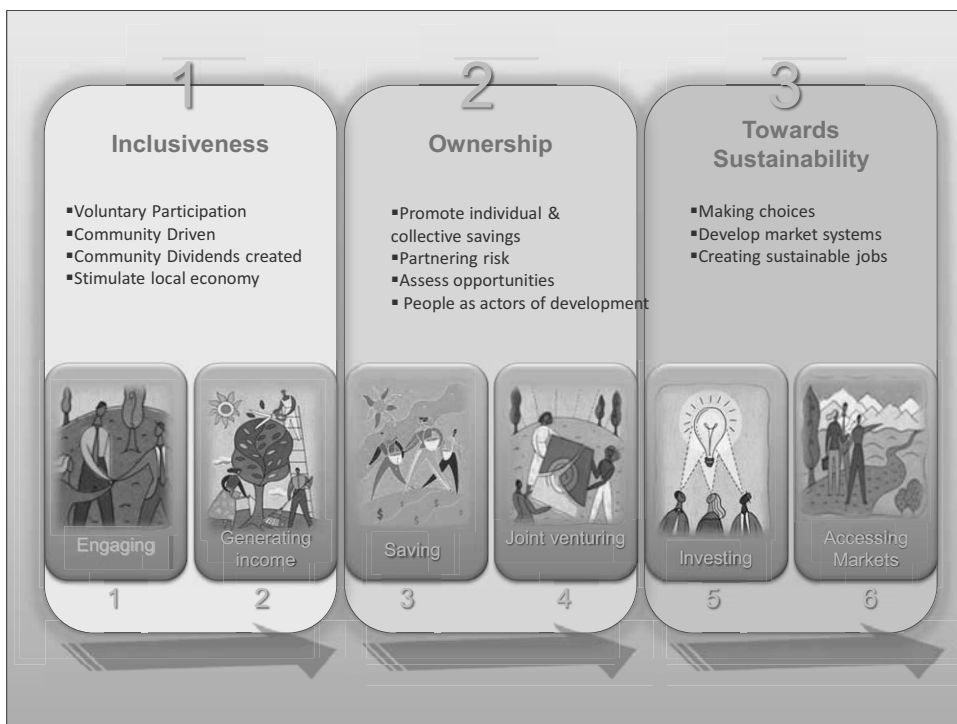 1
Inclusiveness
▪Voluntary Participation
▪Community Driven
▪Community Dividends created
▪Stimulate local economy
Engaging
1
Generating
income
2
2
Ownership
▪Promote individual &
collective savings
▪Partnering risk
▪Assess opportunities
▪ People as actors of development
Saving
3
Joint venturing
4
3
Towards
Sustainability
▪Making choices
▪Develop market systems
▪Creating sustainable jobs
Investing
5
Accessing
Markets
6